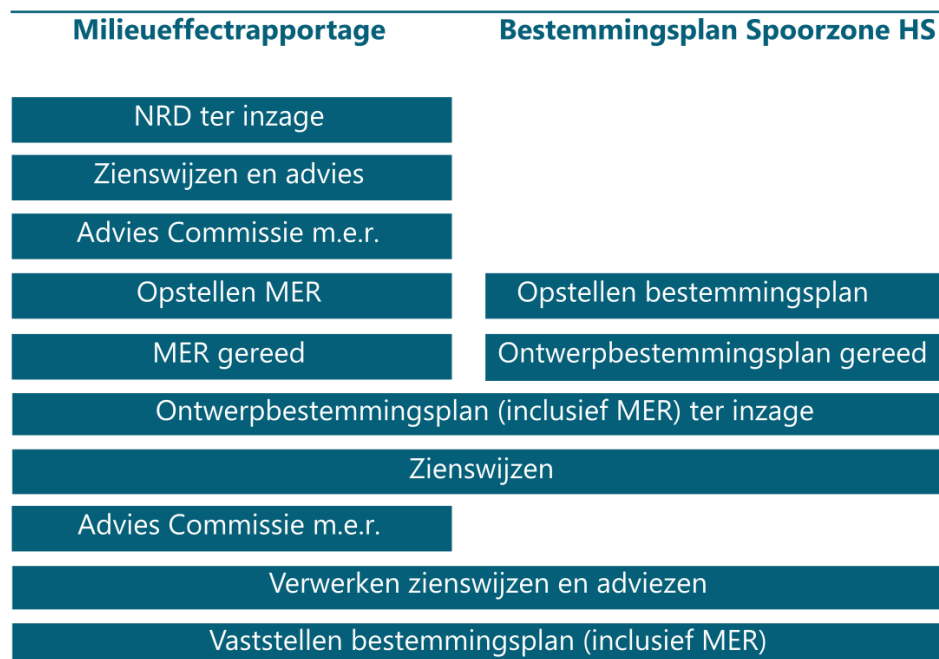 Milieueffectrapportage
Bestemmingsplan Spoorzone HS
NRD ter inzage
Zienswijzen en advies
Advies Commissie m.e.r.
Opstellen MER
Opstellen bestemmingsplan
MER gereed
Ontwerpbestemmingsplan gereed
Ontwerpbestemmingsplan (inclusief MER) ter inzage
Zienswijzen
Advies Commissie m.e.r.
Verwerken zienswijzen en adviezen
Vaststellen bestemmingsplan (inclusief MER)